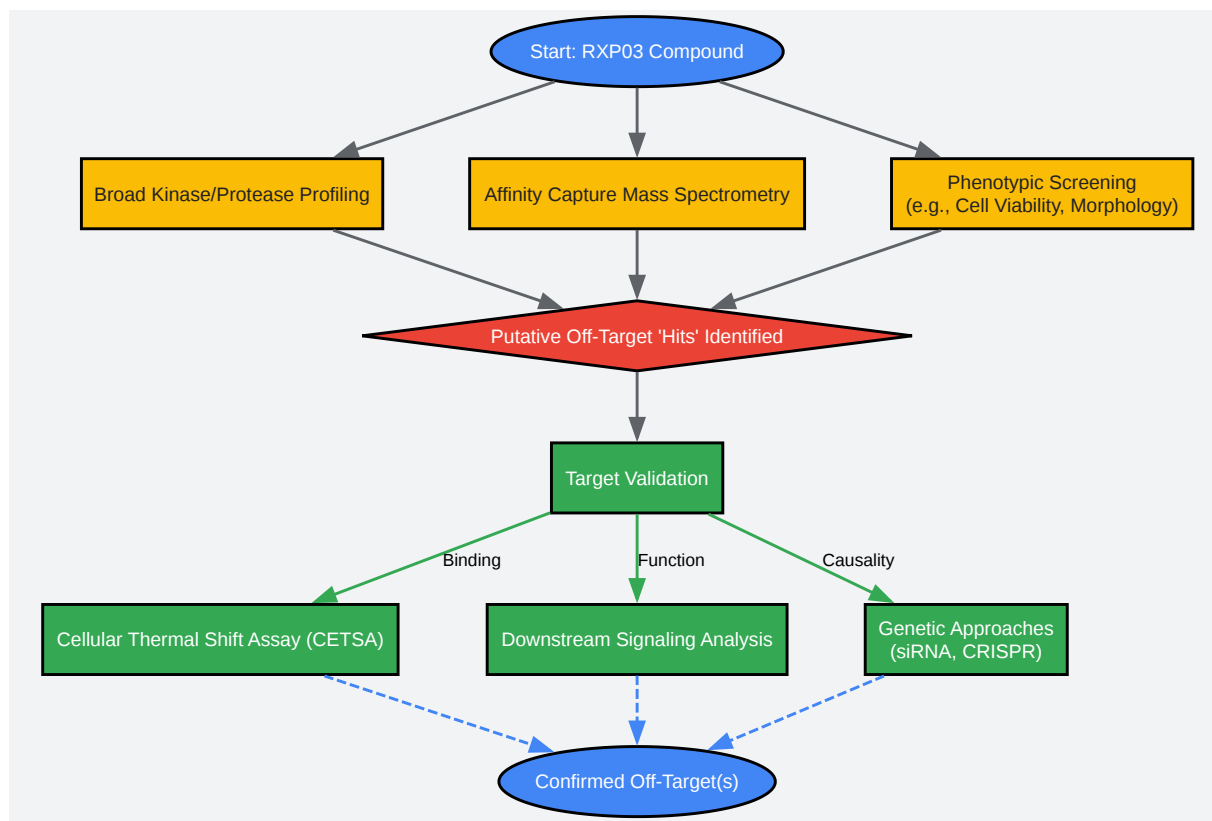 Start: RXP03 Compound
Broad Kinase/Protease Profiling
Affinity Capture Mass Spectrometry
Phenotypic Screening
(e.g., Cell Viability, Morphology)
Putative Off-Target 'Hits' Identified
Target Validation
Binding
Function
Causality
Cellular Thermal Shift Assay (CETSA)
Downstream Signaling Analysis
Genetic Approaches
(siRNA, CRISPR)
Confirmed Off-Target(s)